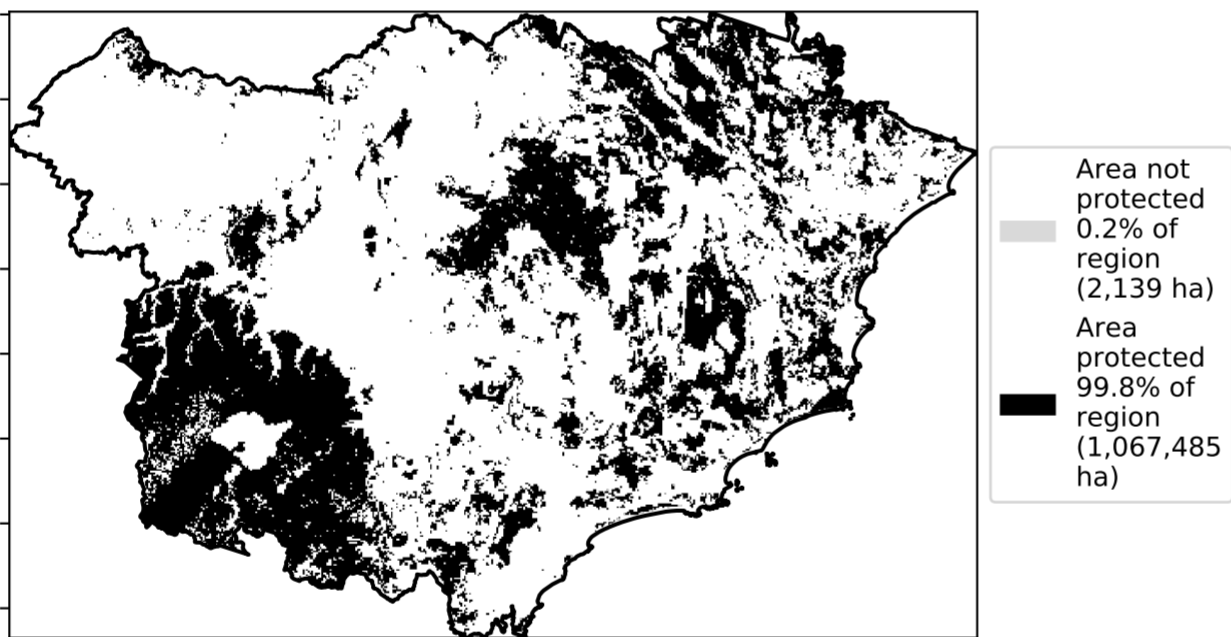 Area not
protected
0.2% of
region
(2,139 ha)
Area
protected
99.8% of
region
(1,067,485
ha)